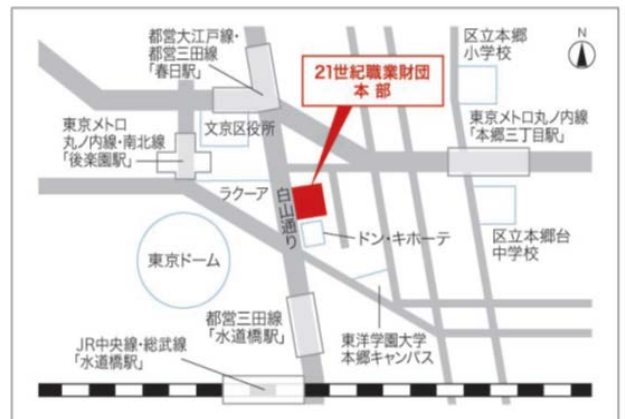 都営大江戸線・
都営三田線
「春日駅」
21世紀職業財団
本部
区立本郷
小学校
N
東京メトロ
丸ノ内線・南北線
「後楽園駅」
文京区役所
東京メトロ丸ノ内線
「本郷三丁目駅」
ラクーア
白山通り
ドン・キホーテ
区立本郷台
中学校
東京ドーム
都営三田線
「水道橋駅」
東洋学園大学
本郷キャンパス
JR中央線・総武線
「水道橋駅」